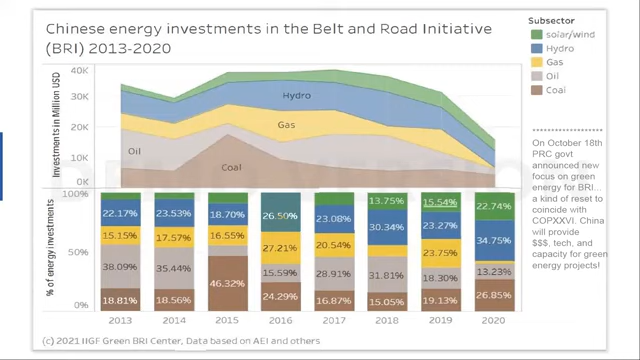 Chinese energy investments in the Belt and Road Initiative
(BRI) 2013-2020
Subsector
solar/wind
Hydro
Gas
Oil
Coal
Investments in Million USD
40K
30K
20K
10K
0K
Hydro
Gas
Oil
Coal
On October 18th
PRC govt
announced new
focus on green
energy for BRI...
a kind of reset to
coincide with
COPXXVI. China
will provide
$$$, tech, and
capacity for green
energy projects!
% of energy investments
100%
50%
0%
13.75% 15.54% 22.74%
22.17% 23.53% 18.70% 26.50% 23.08% 30.34% 23.27% 34.75%
15.15% 17.57% 16.55% 27.21% 20.54% 23.75%
38.09% 35.44% 15.59% 28.91% 31.81% 18.30% 13.23%
18.81% 18.56% 46.32% 24.29% 16.87% 15.05% 19.13% 26.85%
2013 2014 2015 2016 2017 2018 2019 2020
(c) 2021 IIGF Green BRI Center, Data based on AEI and others